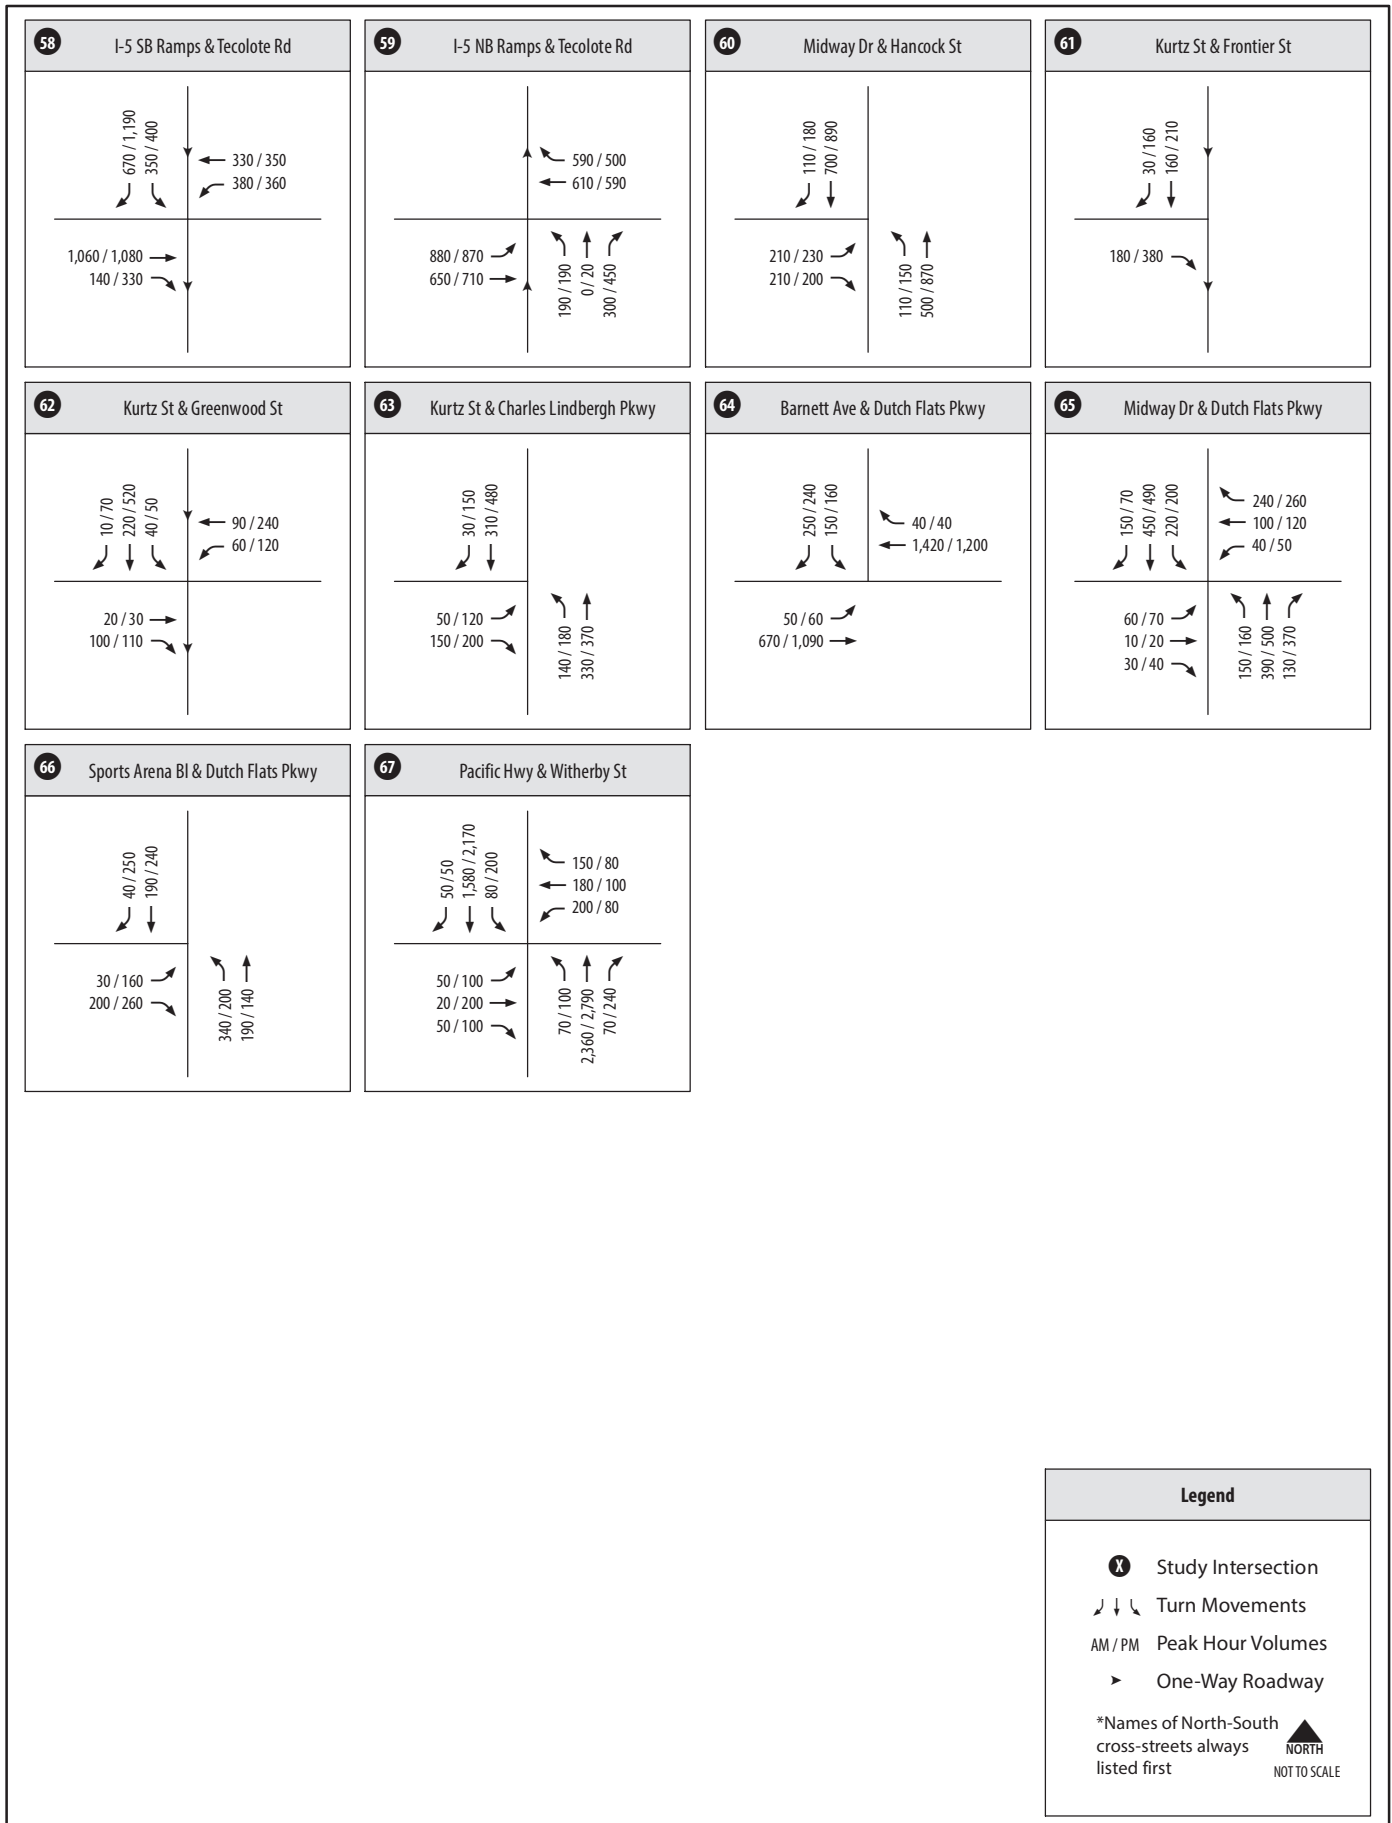 58 I-5 SB Ramps & Tecolote Rd
670 / 1,190
350 / 400
330 / 350
380 / 360
1,060 / 1,080
140 / 330
59 I-5 NB Ramps & Tecolote Rd
590 / 500
610 / 590
880 / 870
650 / 710
190 / 190
0 / 20
300 / 450
60 Midway Dr & Hancock St
110 / 180
700 / 890
210 / 230
210 / 200
110 / 150
500 / 870
61 Kurtz St & Frontier St
30 / 160
160 / 210
180 / 380
62 Kurtz St & Greenwood St
10 / 70
220 / 520
40 / 50
90 / 240
60 / 120
20 / 30
100 / 110
63 Kurtz St & Charles Lindbergh Pkwy
30 / 150
310 / 480
50 / 120
150 / 200
140 / 180
330 / 370
64 Barnett Ave & Dutch Flats Pkwy
250 / 240
150 / 160
40 / 40
1,420 / 1,200
50 / 60
670 / 1,090
65 Midway Dr & Dutch Flats Pkwy
150 / 70
450 / 490
220 / 200
240 / 260
100 / 120
40 / 50
60 / 70
10 / 20
30 / 40
150 / 160
390 / 500
130 / 370
66 Sports Arena Bl & Dutch Flats Pkwy
40 / 250
190 / 240
30 / 160
200 / 260
340 / 200
190 / 140
67 Pacific Hwy & Witherby St
50 / 50
1,580 / 2,170
80 / 200
150 / 80
180 / 100
200 / 80
50 / 100
20 / 200
50 / 100
70 / 100
2,360 / 2,790
70 / 240
Legend
X Study Intersection
Turn Movements
AM / PM Peak Hour Volumes
One-Way Roadway
*Names of North-South
cross-streets always
listed first
NORTH
NOT TO SCALE